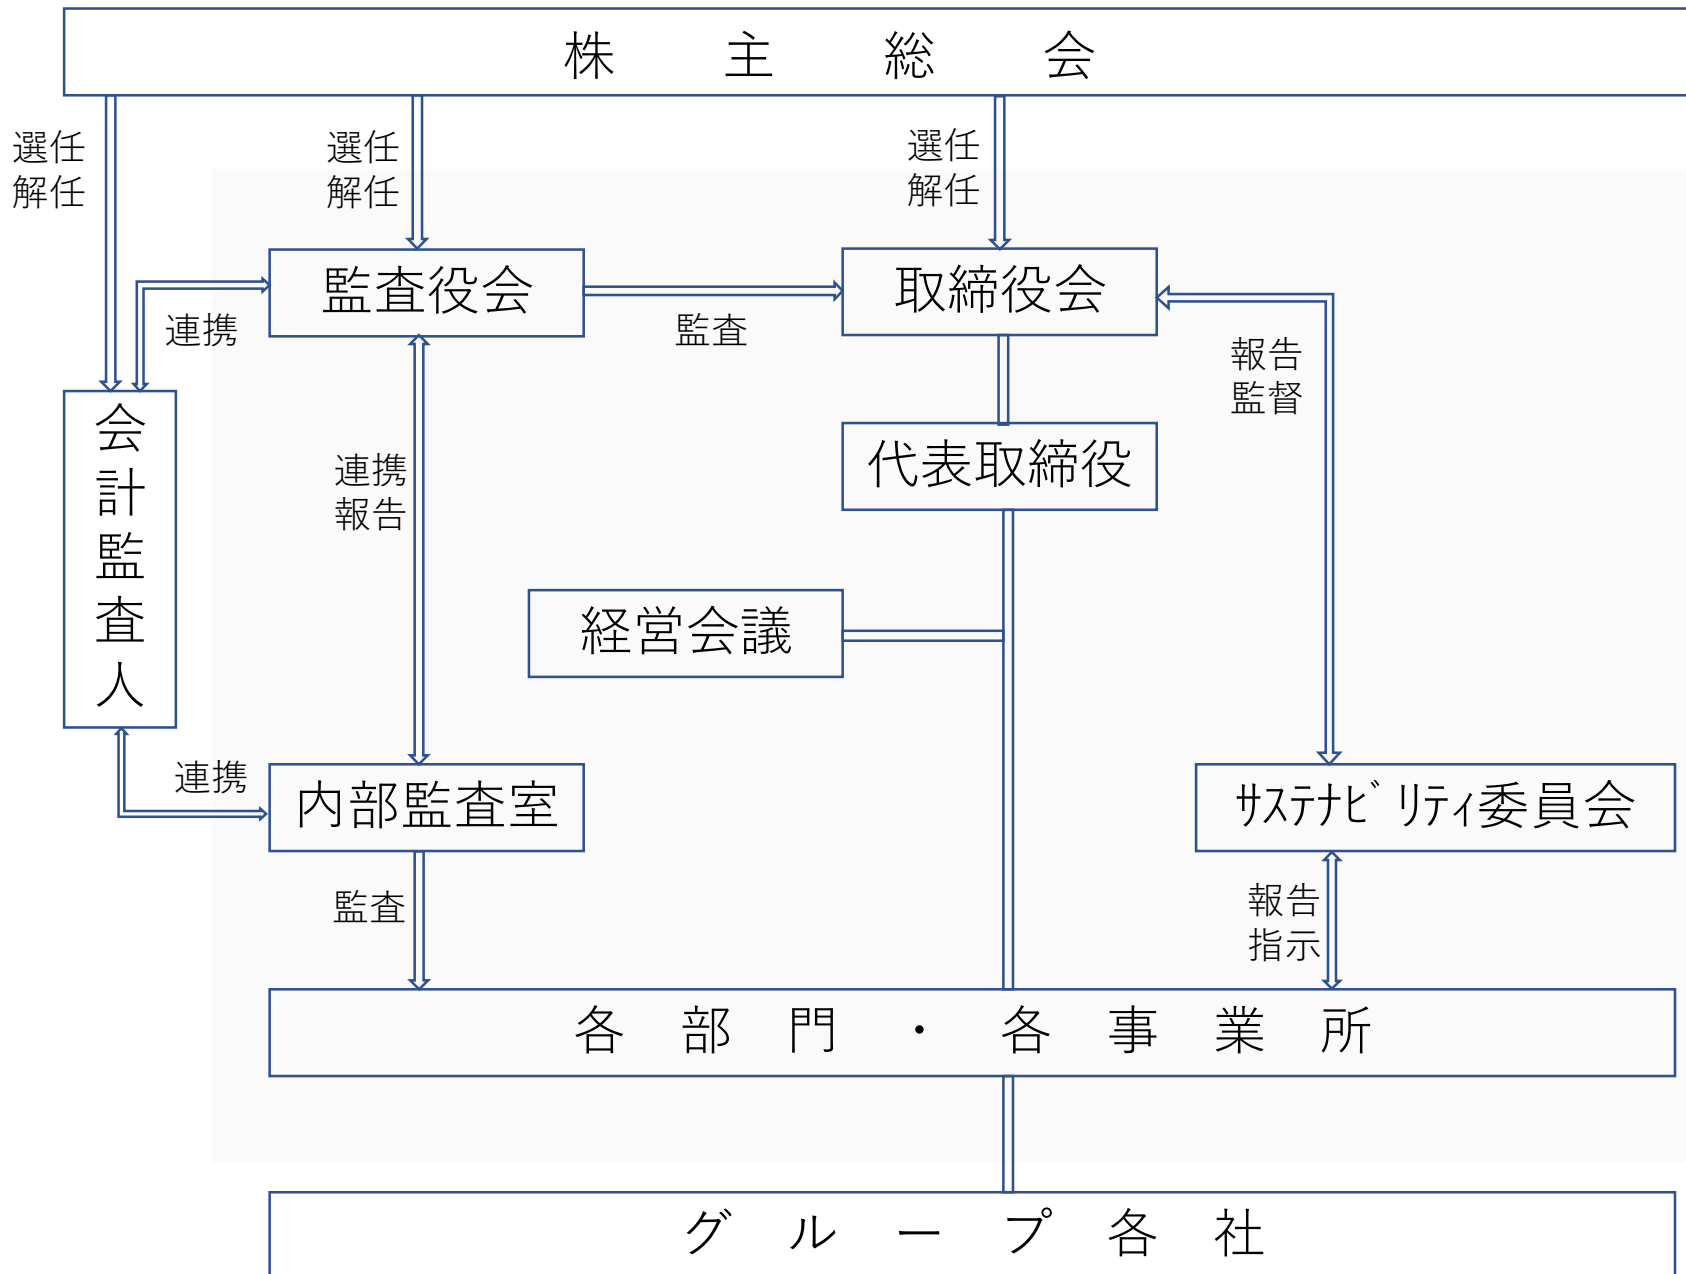 株主総会
選任
解任
選任
解任
選任
解任
監査役会
取締役会
連携
監査
報告
監督
会計監査人
代表取締役
連携
報告
経営会議
連携
内部監査室
ｻｽﾃﾅﾋﾞﾘﾃｨ委員会
監査
報告
指示
各部門・各事業所
グループ各社